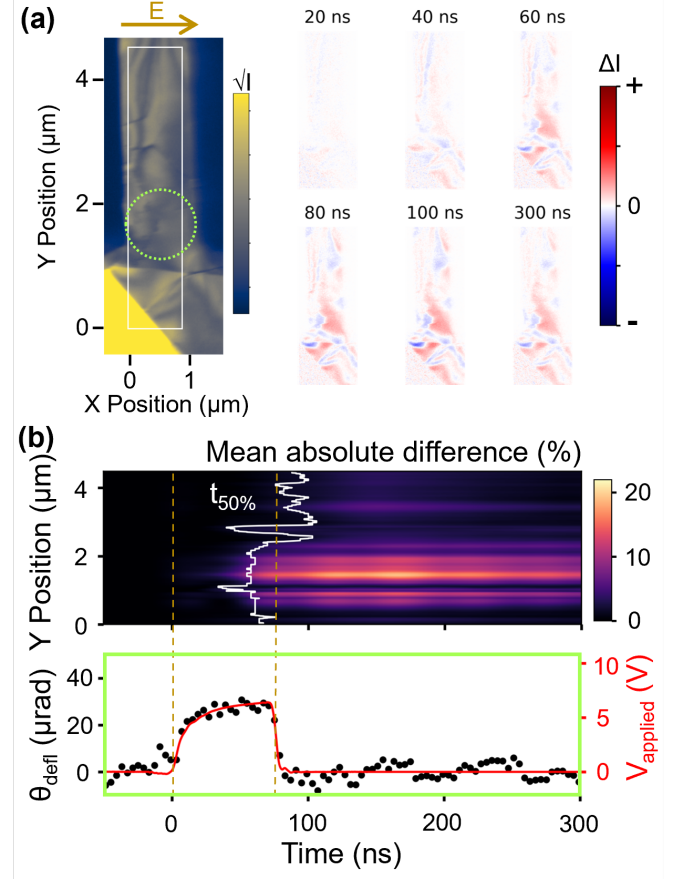 (a)
E
20 ns
40 ns
60 ns
√I
4
2
0
Y Position (μm)
0
1
X Position (μm)
80 ns
100 ns
300 ns
ΔI
+
0
-
(b)
Mean absolute difference (%)
t50%
4
2
0
Y Position (μm)
20
10
0
40
20
0
θdefl (μrad)
10
5
0
Vapplied (V)
0
100
200
300
Time (ns)